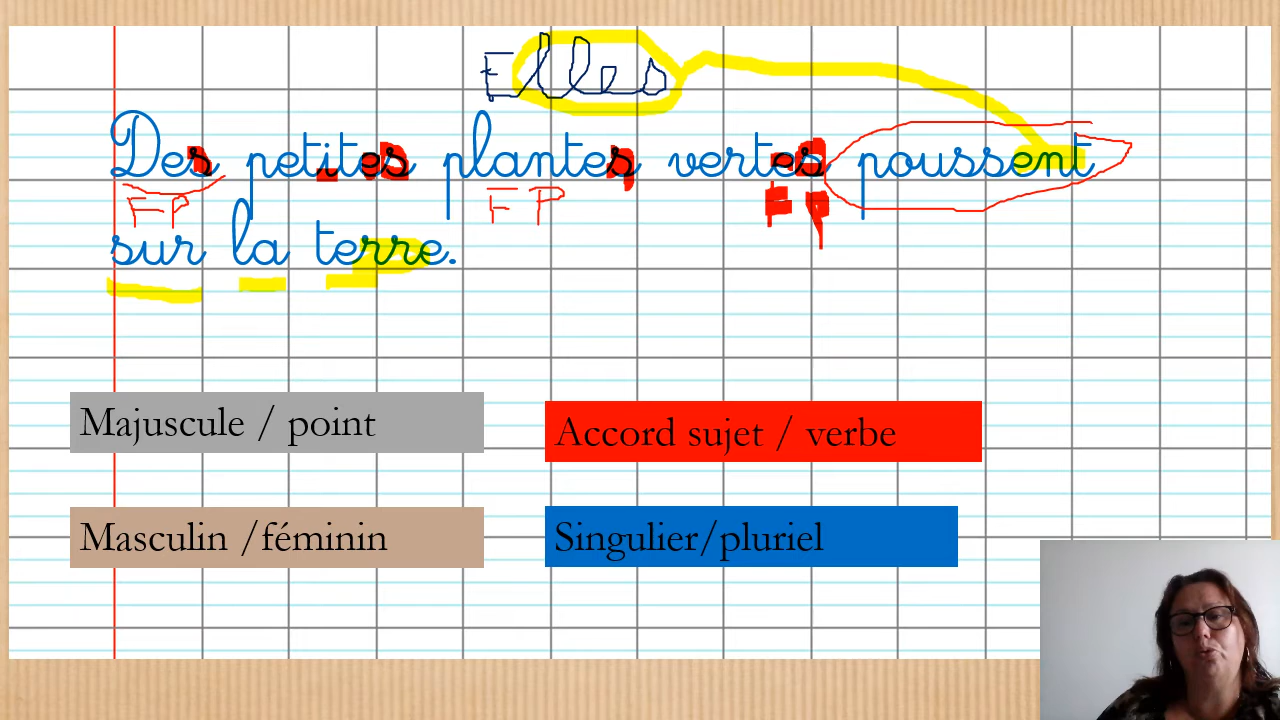 Elles
Des petites plantes vertes poussent
FP FP FP
sur la terre.
Majuscule / point
Accord sujet / verbe
Masculin /féminin
Singulier/pluriel